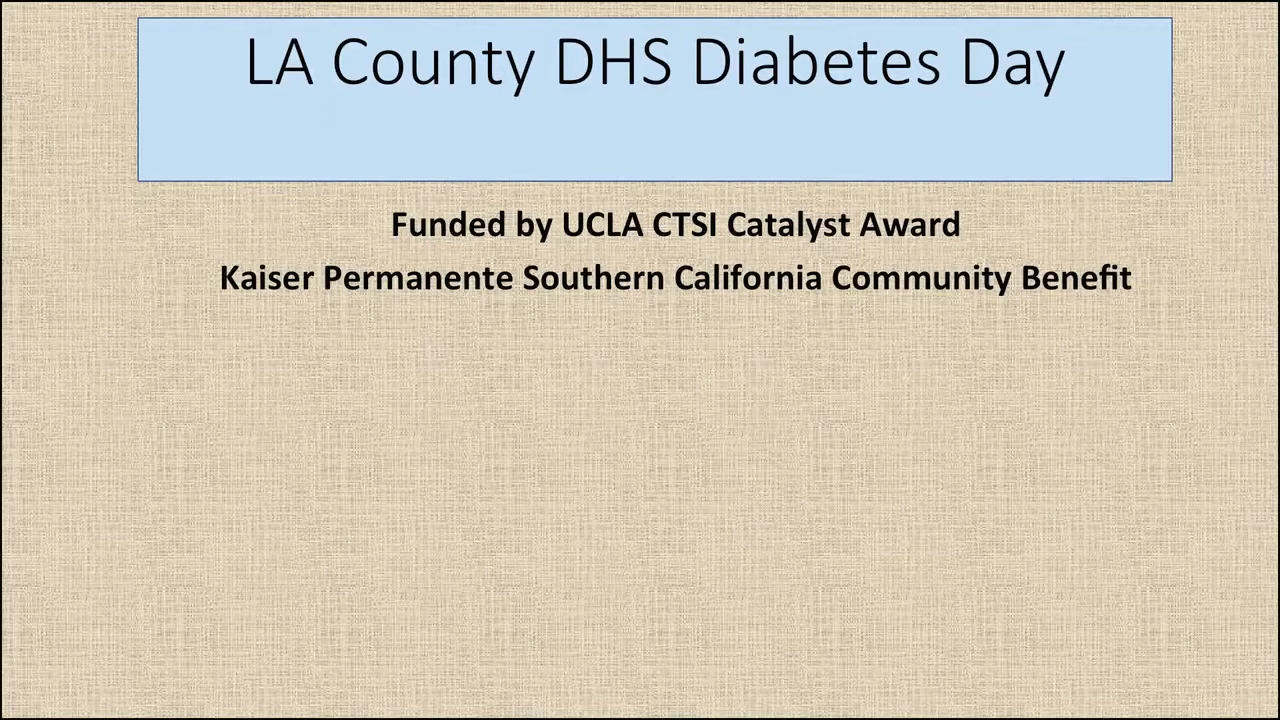 LA County DHS Diabetes Day
Funded by UCLA CTSI Catalyst Award
Kaiser Permanente Southern California Community Benefit